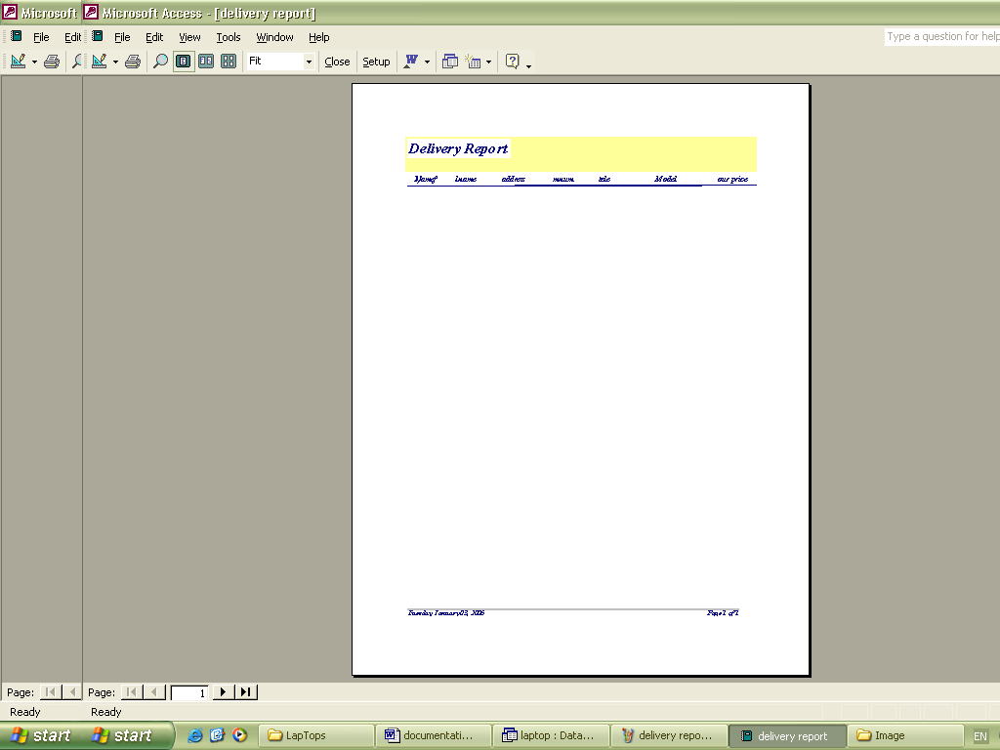 Microsoft Microsoft Access - [delivery report]
File Edit File Edit View Tools Window Help Type a question for help
Fit Close Setup
Delivery Report
lname address mnum tele Model our price
Tuesday, January 03, 2006 Page 1 of 1
Page: Page: 1
Ready Ready
start start LapTops documentati... laptop : Data... delivery repo... delivery report Image EN